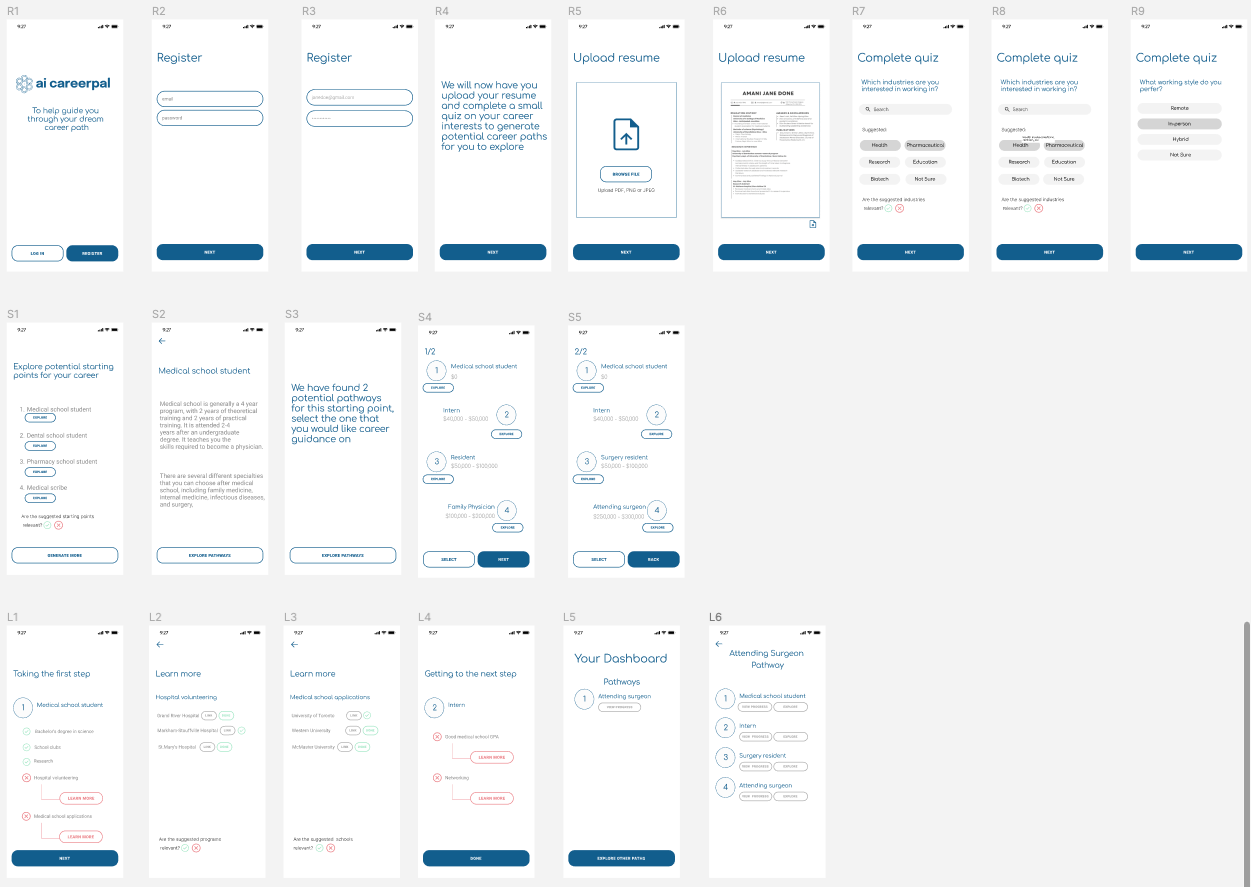 R1
R2
R3
R4
R5
R6
R7
R8
R9
9:27
ai careerpal
To help guide you
through your dream
career path
LOG IN
REGISTER
9:27
Register
email
password
NEXT
9:27
Register
NEXT
9:27
We will now have you
upload your resume
and complete a small
quiz on your career
interests to generate
potential career paths
for you to explore
NEXT
9:27
Upload resume
BROWSE FILE
Upload PDF, PNG or JPEG
NEXT
9:27
Upload resume
AMANI JANE DONE
NEXT
9:27
Complete quiz
Which industries are you
interested in working in?
Search
Suggested:
Health
Pharmaceutical
Research
Education
Biotech
Not Sure
Are the suggested industries
relevant?
NEXT
9:27
Complete quiz
Which industries are you
interested in working in?
Search
Suggested:
Health
Pharmaceutical
Research
Education
Biotech
Not Sure
Are the suggested industries
relevant?
NEXT
9:27
Complete quiz
What working style do you
perfer?
Remote
In-person
Hybrid
Not Sure
NEXT
S1
S2
S3
S4
S5
9:27
Explore potential starting
points for your career
1. Medical school student
EXPLORE
2. Dental school student
EXPLORE
3. Pharmacy school student
EXPLORE
4. Medical scribe
EXPLORE
Are the suggested starting points
relevant?
GENERATE MORE
9:27
Medical school student
Medical school is generally a 4 year
program, with 2 years of theoretical
training and 2 years of practical
training. It is attended 2-4
years after an undergraduate
degree. It teaches you the
skills required to become a physician.
There are several different specialties
that you can choose after medical
school, including family medicine,
internal medicine, infectious diseases,
and surgery.
EXPLORE PATHWAYS
9:27
We have found 2
potential pathways
for this starting point,
select the one that
you would like career
guidance on
EXPLORE PATHWAYS
9:27
1/2
1
Medical school student
$0
EXPLORE
Intern
$40,000 - $50,000
2
EXPLORE
3
Resident
$50,000 - $100,000
EXPLORE
Family Physician
$100,000 - $200,000
4
EXPLORE
SELECT
NEXT
9:27
2/2
1
Medical school student
$0
EXPLORE
Intern
$40,000 - $50,000
2
EXPLORE
3
Surgery resident
$50,000 - $100,000
EXPLORE
Attending surgeon
$250,000 - $300,000
4
EXPLORE
SELECT
BACK
L1
L2
L3
L4
L5
L6
9:27
Taking the first step
1
Medical school student
Bachelor's degree in science
School clubs
Research
Hospital volunteering
LEARN MORE
Medical school applications
LEARN MORE
NEXT
9:27
Learn more
Hospital volunteering
Grand River Hospital
LINK
DONE
Markham Stouffville Hospital
LINK
St Mary's Hospital
LINK
DONE
Are the suggested programs
relevant?
9:27
Learn more
Medical school applications
University of Toronto
LINK
Western University
LINK
DONE
McMaster University
LINK
DONE
Are the suggested schools
relevant?
9:27
Getting to the next step
2
Intern
Good medical school GPA
LEARN MORE
Networking
LEARN MORE
DONE
9:27
Your Dashboard
Pathways
1
Attending surgeon
VIEW PROGRESS
EXPLORE OTHER PATHS
9:27
Attending Surgeon
Pathway
1
Medical school student
VIEW PROGRESS
EXPLORE
2
Intern
VIEW PROGRESS
EXPLORE
3
Surgery resident
VIEW PROGRESS
EXPLORE
4
Attending surgeon
VIEW PROGRESS
EXPLORE